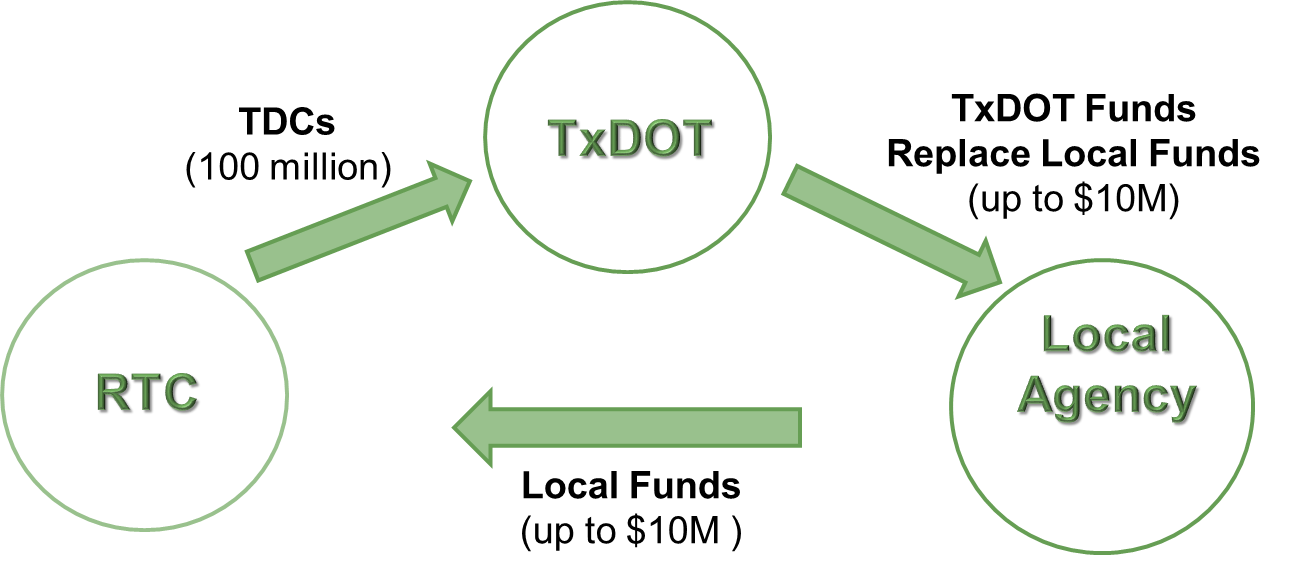 TxDOT
TDCs
(100 million)
TxDOT Funds
Replace Local Funds
(up to $10M)
RTC
Local
Agency
Local Funds
(up to $10M )